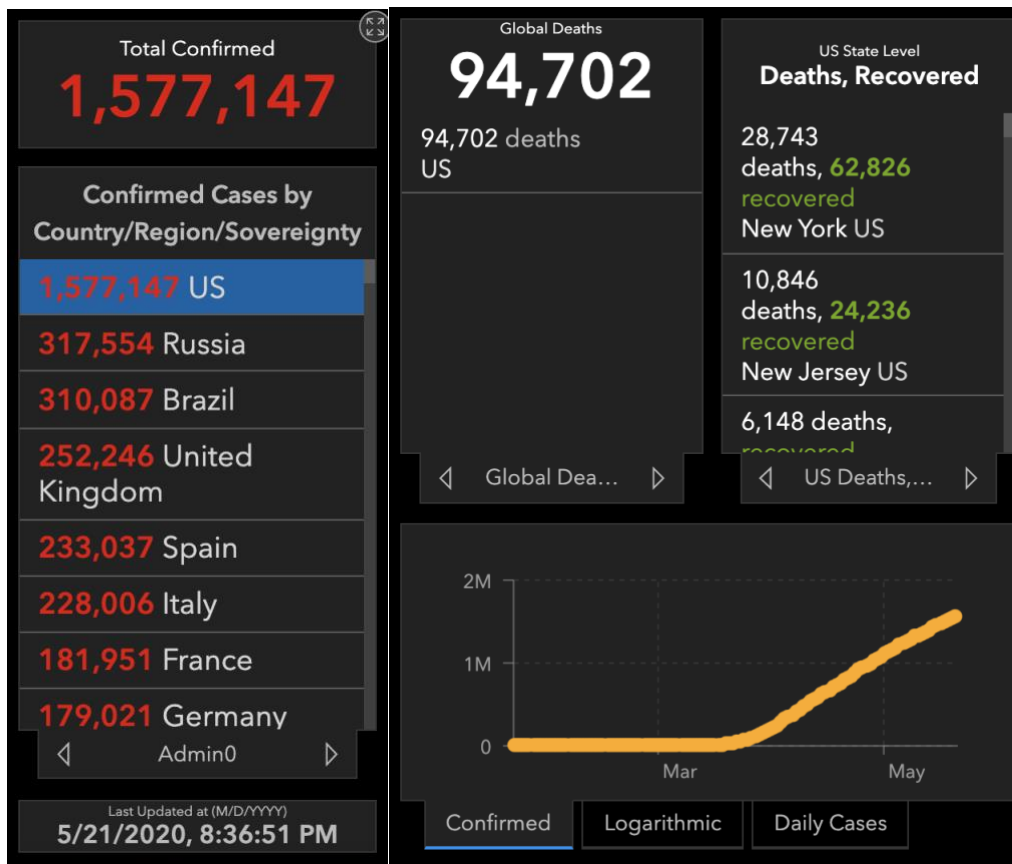 Total Confirmed
1,577,147
Confirmed Cases by
Country/Region/Sovereignty
1,577,147 US
317,554 Russia
310,087 Brazil
252,246 United
Kingdom
233,037 Spain
228,006 Italy
181,951 France
179,021 Germany
Admin0
Last Updated at (M/D/YYYY)
5/21/2020, 8:36:51 PM
Global Deaths
94,702
94,702 deaths
US
Global Dea...
US State Level
Deaths, Recovered
28,743
deaths, 62,826
recovered
New York US
10,846
deaths, 24,236
recovered
New Jersey US
6,148 deaths,
recovered
US Deaths,...
2M
1M
0
Mar
May
Confirmed
Logarithmic
Daily Cases